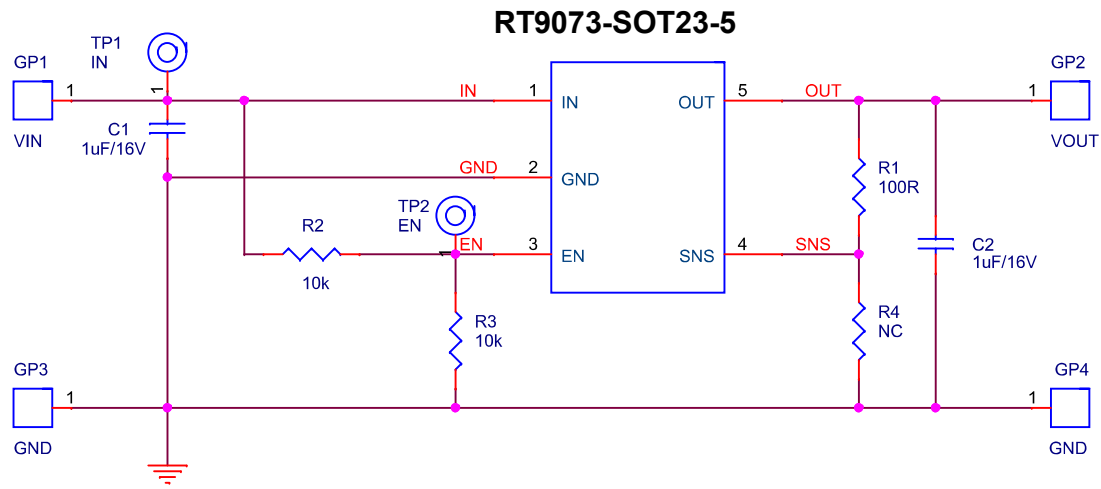 RT9073-SOT23-5
TP1
IN
GP1
1
VIN
1
C1
1uF/16V
IN
1
IN
GND
2
GND
TP2
EN
1
EN
3
EN
R2
10k
R3
10k
OUT
5
OUT
SNS
4
SNS
R1
100R
R4
NC
C2
1uF/16V
GP2
1
VOUT
GP3
1
GND
GP4
1
GND